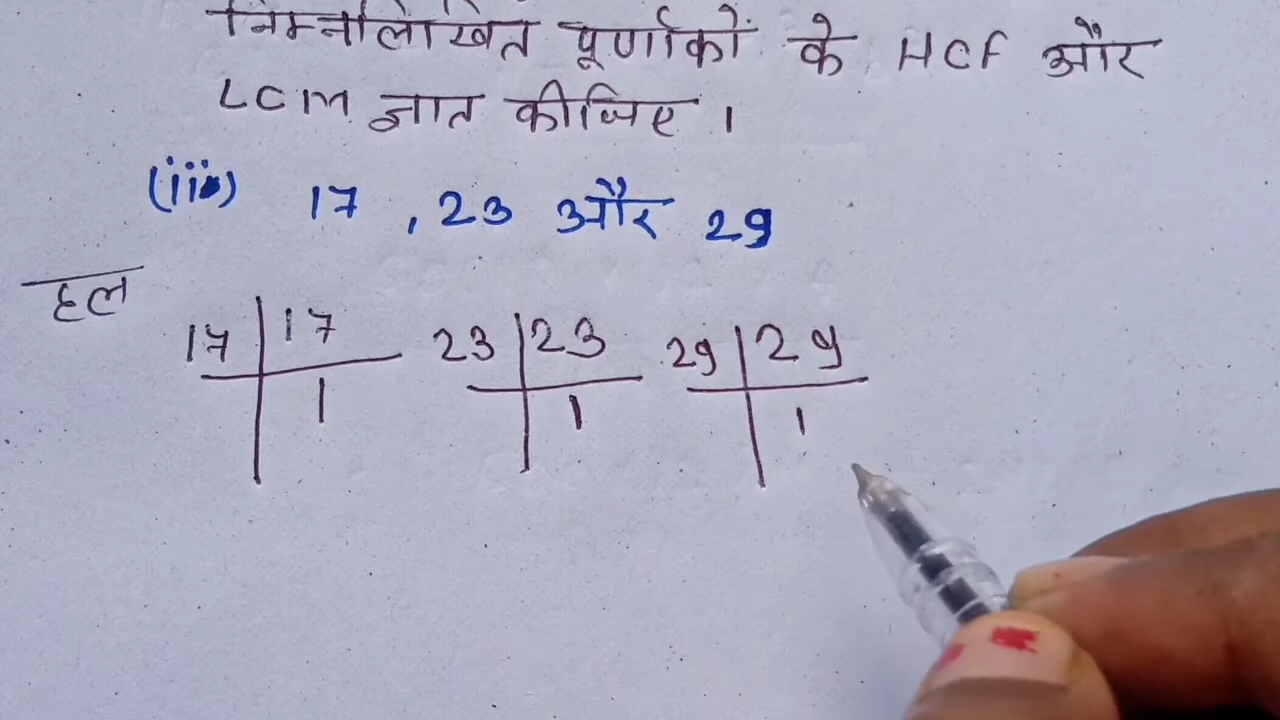 निम्नलिखित पूर्णांकों के HCF और
LCM ज्ञात कीजिए ।
(iii) 17 , 23 और 29
हल
17 | 17 23 | 23 29 | 29
1 1 1